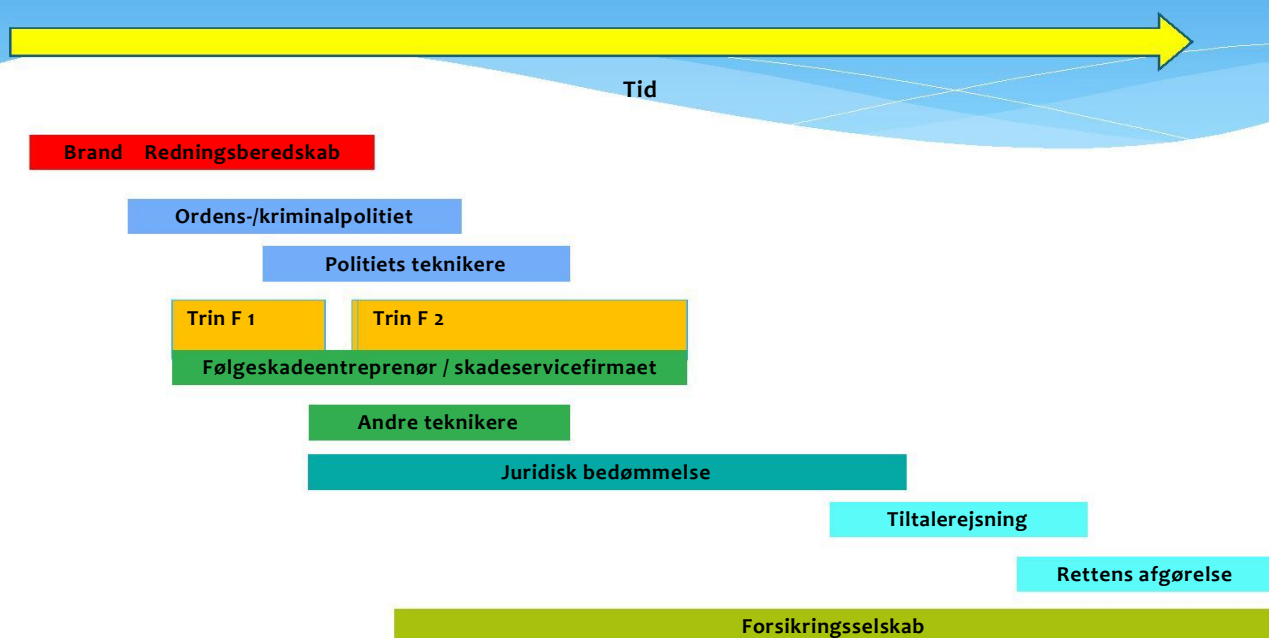 Tid
Brand Redningsberedskab
Ordens-/kriminalpolitiet
Politiets teknikere
Trin F 1
Trin F 2
Følgeskadeentreprenør / skadeservicefirmaet
Andre teknikere
Juridisk bedømmelse
Tiltalerejsning
Rettens afgørelse
Forsikringsselskab